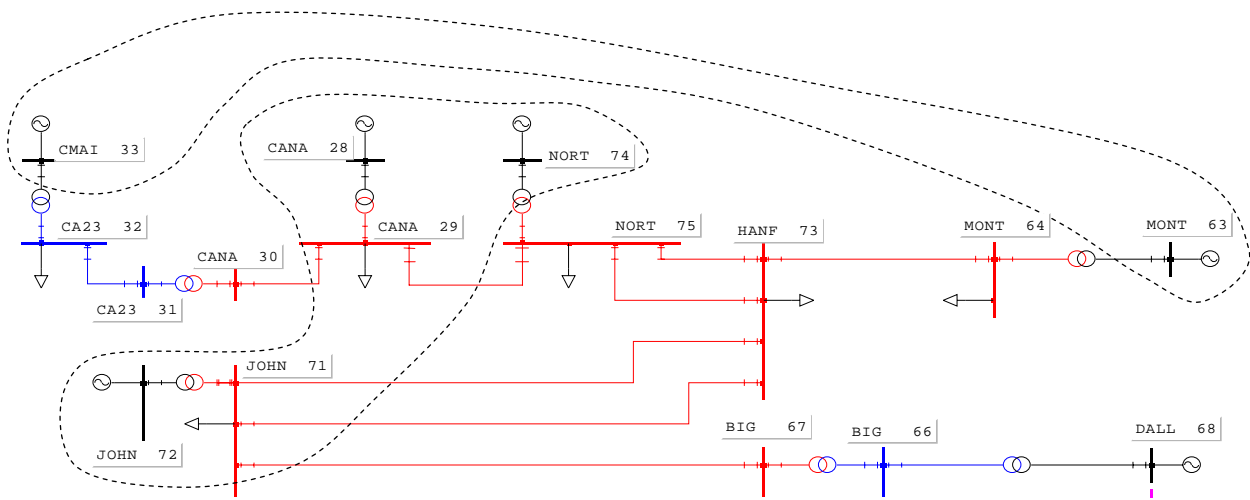 CMAI 33
CANA 28
NORT 74
CA23 32
CANA 29
NORT 75
HANF 73
MONT 64
MONT 63
CANA 30
CA23 31
JOHN 71
JOHN 72
BIG 67
BIG 66
DALL 68